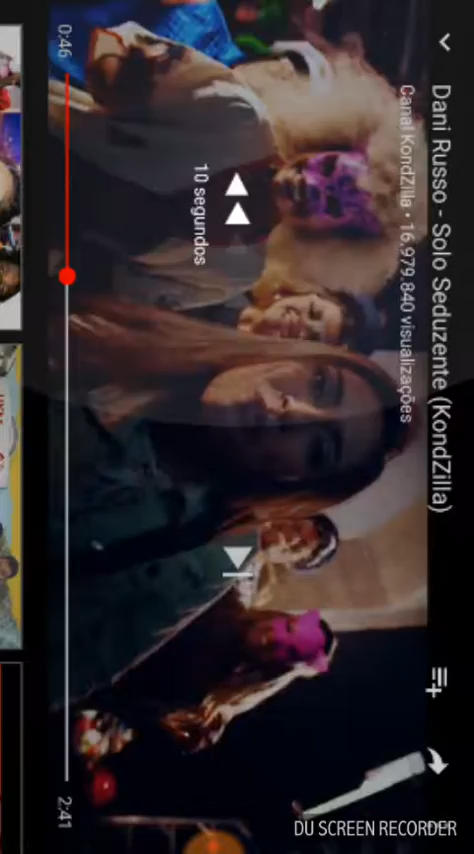 Dani Russo - Solo Seduzente (KondZilla)
Canal KondZilla • 16.979.840 visualizações
10 segundos
0:46
2:41
DU SCREEN RECORDER